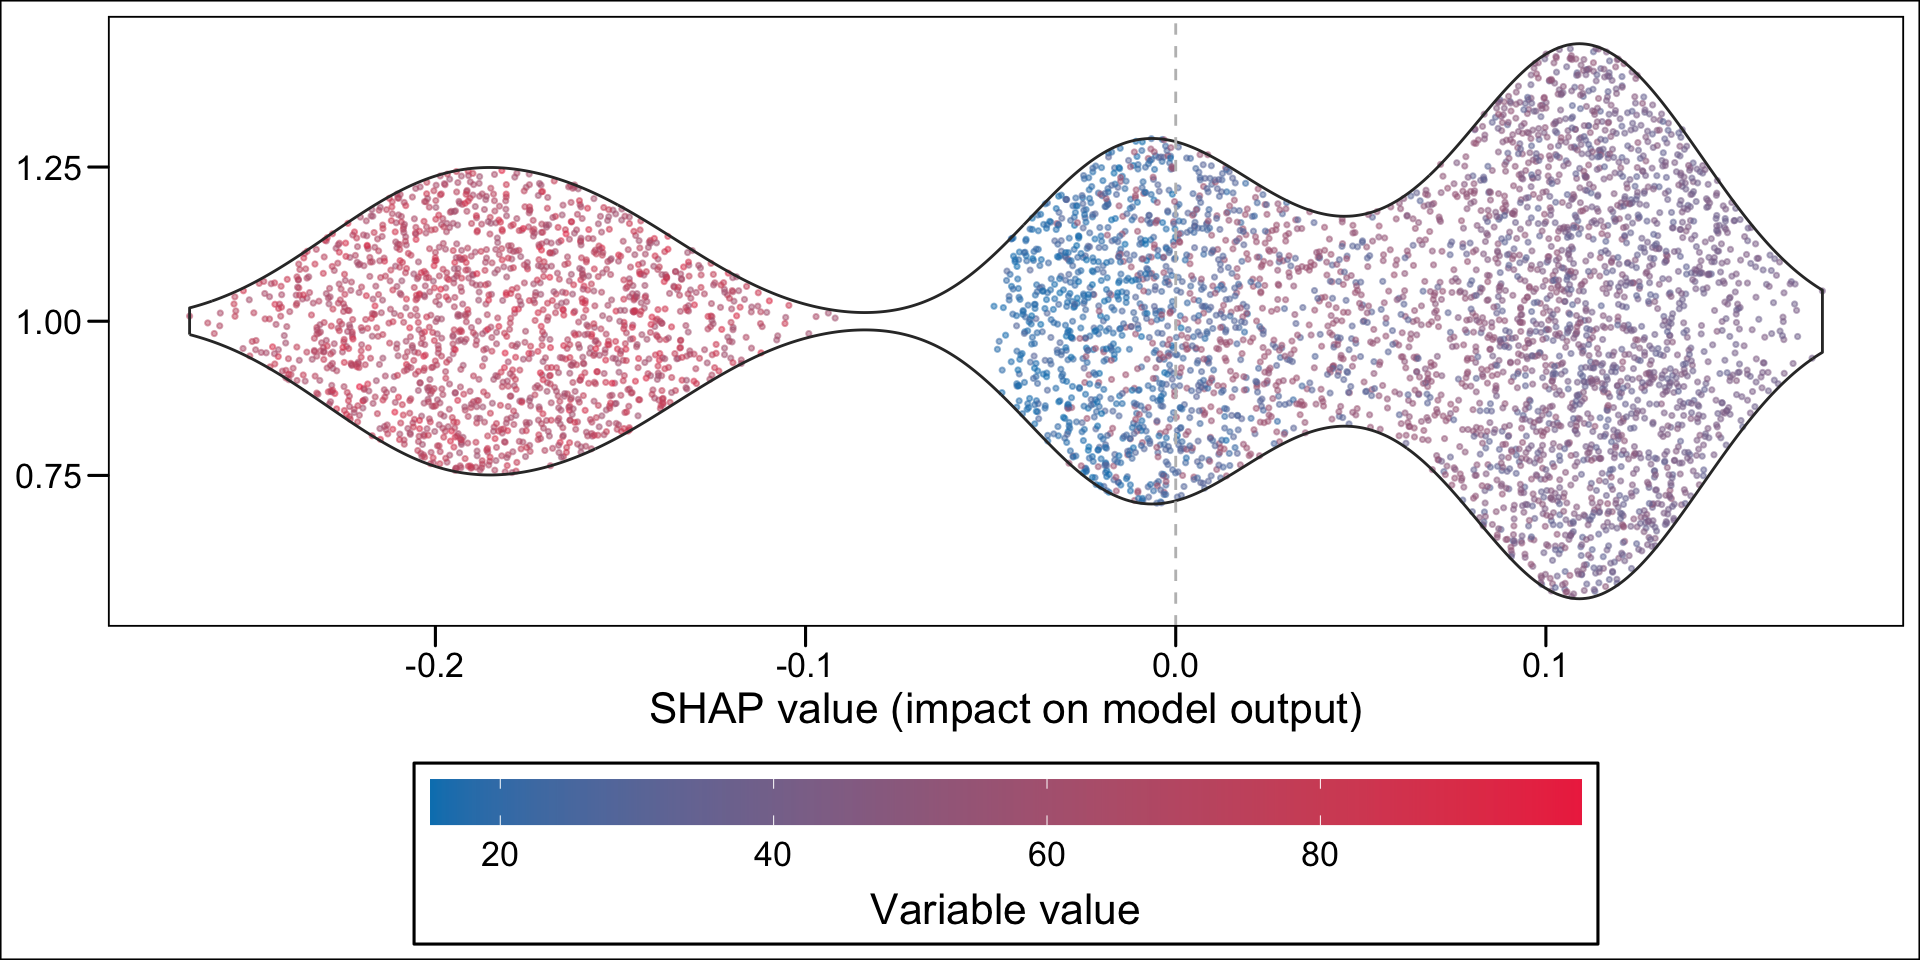 1.25
1.00
0.75
-0.2 -0.1 0.0 0.1
SHAP value (impact on model output)
20 40 60 80
Variable value